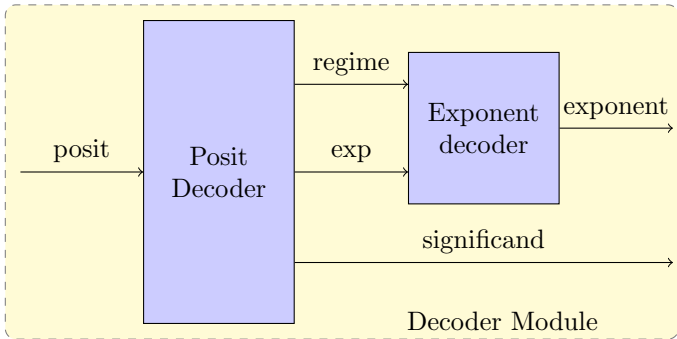 posit
Posit
Decoder
regime
exp
significand
Exponent
decoder
exponent
Decoder Module